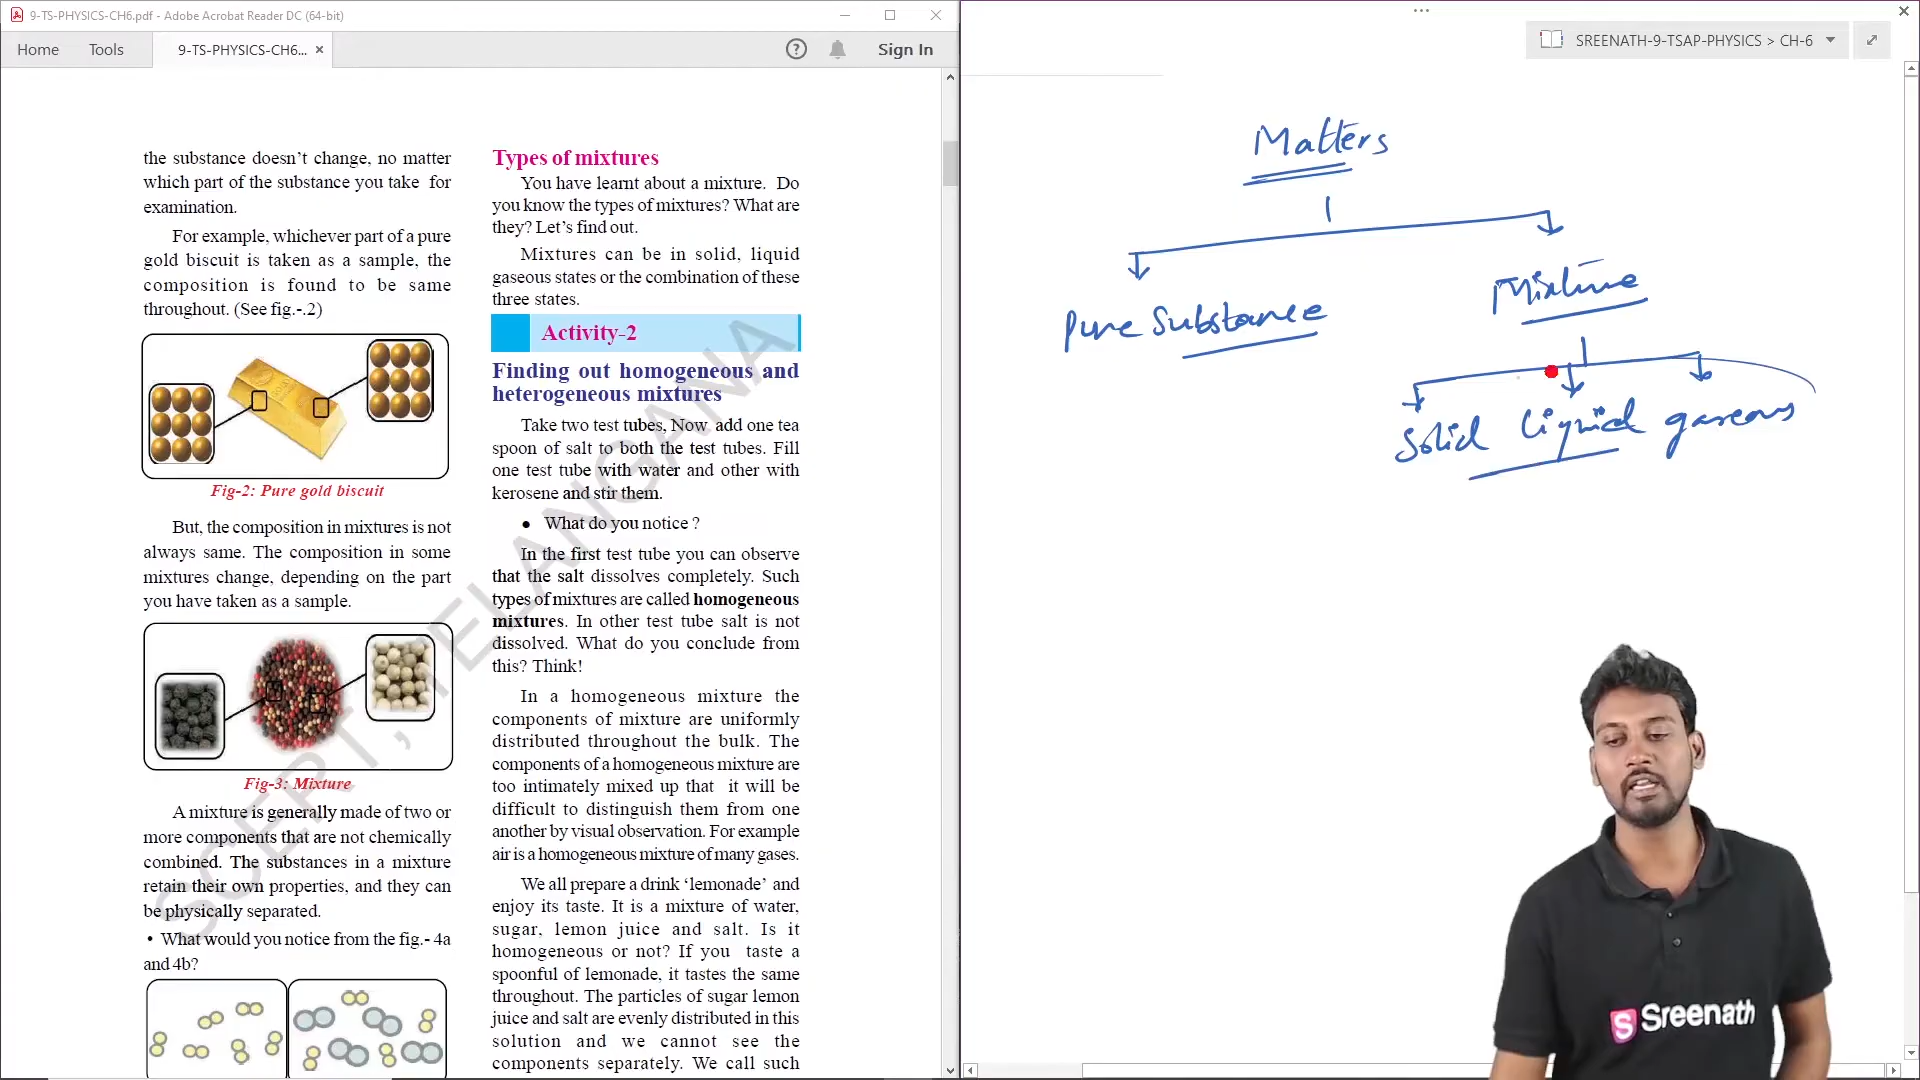 9-TS-PHYSICS-CH6.pdf - Adobe Acrobat Reader DC (64-bit)
Home Tools 9-TS-PHYSICS-CH6... × ? Sign In
the substance doesn't change, no matter
which part of the substance you take for
examination.
For example, whichever part of a pure
gold biscuit is taken as a sample, the
composition is found to be same
throughout. (See fig.-.2)
Fig-2: Pure gold biscuit
But, the composition in mixtures is not
always same. The composition in some
mixtures change, depending on the part
you have taken as a sample.
Fig-3: Mixture
A mixture is generally made of two or
more components that are not chemically
combined. The substances in a mixture
retain their own properties, and they can
be physically separated.
• What would you notice from the fig.- 4a
and 4b?
Types of mixtures
You have learnt about a mixture. Do
you know the types of mixtures? What are
they? Let's find out.
Mixtures can be in solid, liquid
gaseous states or the combination of these
three states.
Activity-2
Finding out homogeneous and
heterogeneous mixtures
Take two test tubes, Now add one tea
spoon of salt to both the test tubes. Fill
one test tube with water and other with
kerosene and stir them.
• What do you notice ?
In the first test tube you can observe
that the salt dissolves completely. Such
types of mixtures are called homogeneous
mixtures. In other test tube salt is not
dissolved. What do you conclude from
this? Think!
In a homogeneous mixture the
components of mixture are uniformly
distributed throughout the bulk. The
components of a homogeneous mixture are
too intimately mixed up that it will be
difficult to distinguish them from one
another by visual observation. For example
air is a homogeneous mixture of many gases.
We all prepare a drink 'lemonade' and
enjoy its taste. It is a mixture of water,
sugar, lemon juice and salt. Is it
homogeneous or not? If you taste a
spoonful of lemonade, it tastes the same
throughout. The particles of sugar lemon
juice and salt are evenly distributed in this
solution and we cannot see the
components separately. We call such
SCERT, TELANGANA
SREENATH-9-TSAP-PHYSICS > CH-6
Matters
Pure Substance
Mixture
Solid liquid gaseous
S Sreenath